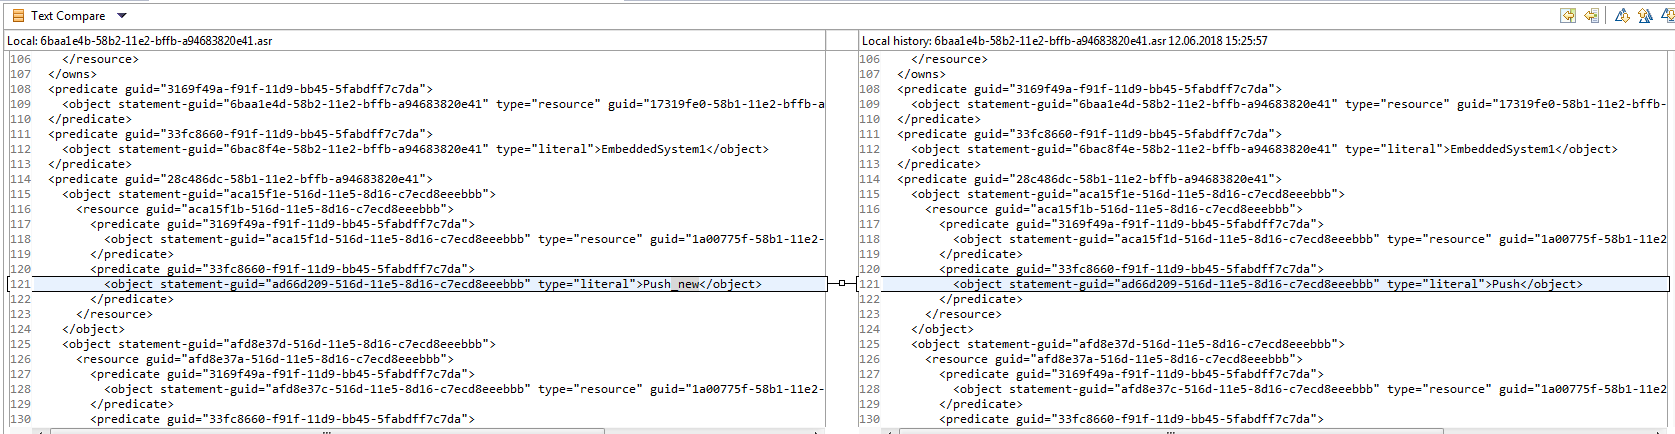 Text Compare
Local: 6baa1e4b-58b2-11e2-bffb-a94683820e41.asr
106 </resource>
107 </owns>
108 <predicate guid="3169f49a-f91f-11d9-bb45-5fabdff7c7da">
109 <object statement-guid="6baa1e4d-58b2-11e2-bffb-a94683820e41" type="resource" guid="17319fe0-58b1-11e2-bffb-a
110 </predicate>
111 <predicate guid="33fc8660-f91f-11d9-bb45-5fabdff7c7da">
112 <object statement-guid="6bac8f4e-58b2-11e2-bffb-a94683820e41" type="literal">EmbeddedSystem1</object>
113 </predicate>
114 <predicate guid="28c486dc-58b1-11e2-bffb-a94683820e41">
115 <object statement-guid="aca15f1e-516d-11e5-8d16-c7ecd8eeebbb">
116 <resource guid="aca15f1b-516d-11e5-8d16-c7ecd8eeebbb">
117 <predicate guid="3169f49a-f91f-11d9-bb45-5fabdff7c7da">
118 <object statement-guid="aca15f1d-516d-11e5-8d16-c7ecd8eeebbb" type="resource" guid="1a00775f-58b1-11e2-
119 </predicate>
120 <predicate guid="33fc8660-f91f-11d9-bb45-5fabdff7c7da">
121 <object statement-guid="ad66d209-516d-11e5-8d16-c7ecd8eeebbb" type="literal">Push_new</object>
122 </predicate>
123 </resource>
124 </object>
125 <object statement-guid="afd8e37d-516d-11e5-8d16-c7ecd8eeebbb">
126 <resource guid="afd8e37a-516d-11e5-8d16-c7ecd8eeebbb">
127 <predicate guid="3169f49a-f91f-11d9-bb45-5fabdff7c7da">
128 <object statement-guid="afd8e37c-516d-11e5-8d16-c7ecd8eeebbb" type="resource" guid="1a00775f-58b1-11e2-
129 </predicate>
130 <predicate guid="33fc8660-f91f-11d9-bb45-5fabdff7c7da">
Local history: 6baa1e4b-58b2-11e2-bffb-a94683820e41.asr 12.06.2018 15:25:57
106 </resource>
107 </owns>
108 <predicate guid="3169f49a-f91f-11d9-bb45-5fabdff7c7da">
109 <object statement-guid="6baa1e4d-58b2-11e2-bffb-a94683820e41" type="resource" guid="17319fe0-58b1-11e2-bffb-
110 </predicate>
111 <predicate guid="33fc8660-f91f-11d9-bb45-5fabdff7c7da">
112 <object statement-guid="6bac8f4e-58b2-11e2-bffb-a94683820e41" type="literal">EmbeddedSystem1</object>
113 </predicate>
114 <predicate guid="28c486dc-58b1-11e2-bffb-a94683820e41">
115 <object statement-guid="aca15f1e-516d-11e5-8d16-c7ecd8eeebbb">
116 <resource guid="aca15f1b-516d-11e5-8d16-c7ecd8eeebbb">
117 <predicate guid="3169f49a-f91f-11d9-bb45-5fabdff7c7da">
118 <object statement-guid="aca15f1d-516d-11e5-8d16-c7ecd8eeebbb" type="resource" guid="1a00775f-58b1-11e2
119 </predicate>
120 <predicate guid="33fc8660-f91f-11d9-bb45-5fabdff7c7da">
121 <object statement-guid="ad66d209-516d-11e5-8d16-c7ecd8eeebbb" type="literal">Push</object>
122 </predicate>
123 </resource>
124 </object>
125 <object statement-guid="afd8e37d-516d-11e5-8d16-c7ecd8eeebbb">
126 <resource guid="afd8e37a-516d-11e5-8d16-c7ecd8eeebbb">
127 <predicate guid="3169f49a-f91f-11d9-bb45-5fabdff7c7da">
128 <object statement-guid="afd8e37c-516d-11e5-8d16-c7ecd8eeebbb" type="resource" guid="1a00775f-58b1-11e2
129 </predicate>
130 <predicate guid="33fc8660-f91f-11d9-bb45-5fabdff7c7da">